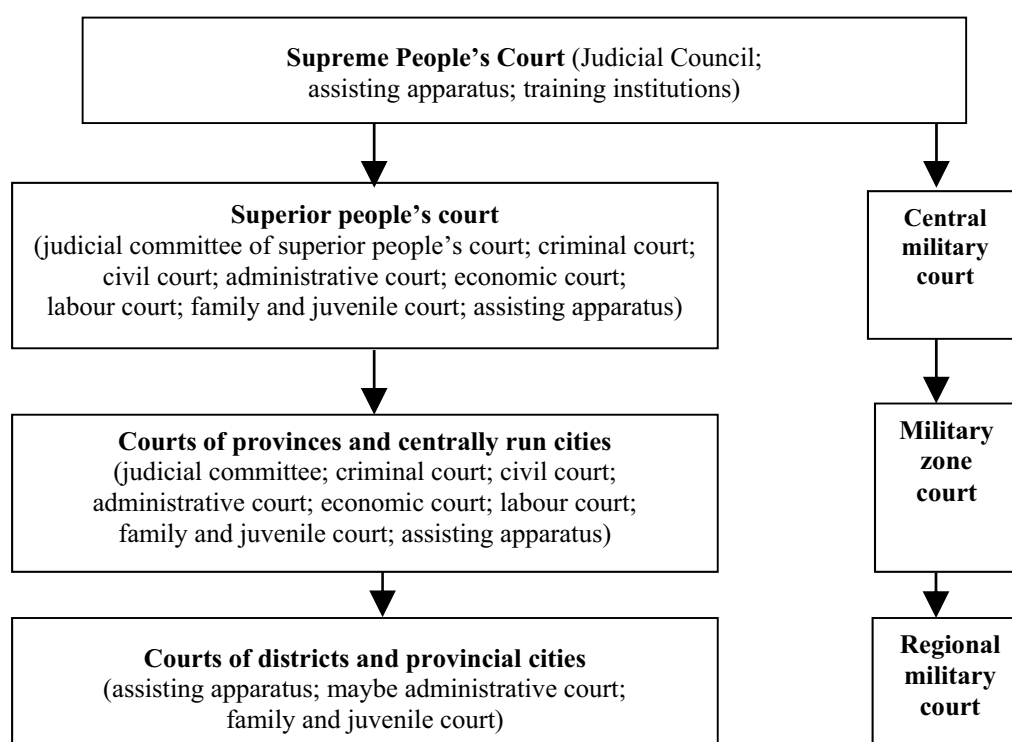 Supreme People’s Court (Judicial Council;
assisting apparatus; training institutions)
Superior people’s court
(judicial committee of superior people’s court; criminal court;
civil court; administrative court; economic court;
labour court; family and juvenile court; assisting apparatus)
Central
military
court
Courts of provinces and centrally run cities
(judicial committee; criminal court; civil court;
administrative court; economic court; labour court;
family and juvenile court; assisting apparatus)
Military
zone
court
Courts of districts and provincial cities
(assisting apparatus; maybe administrative court;
family and juvenile court)
Regional
military
court